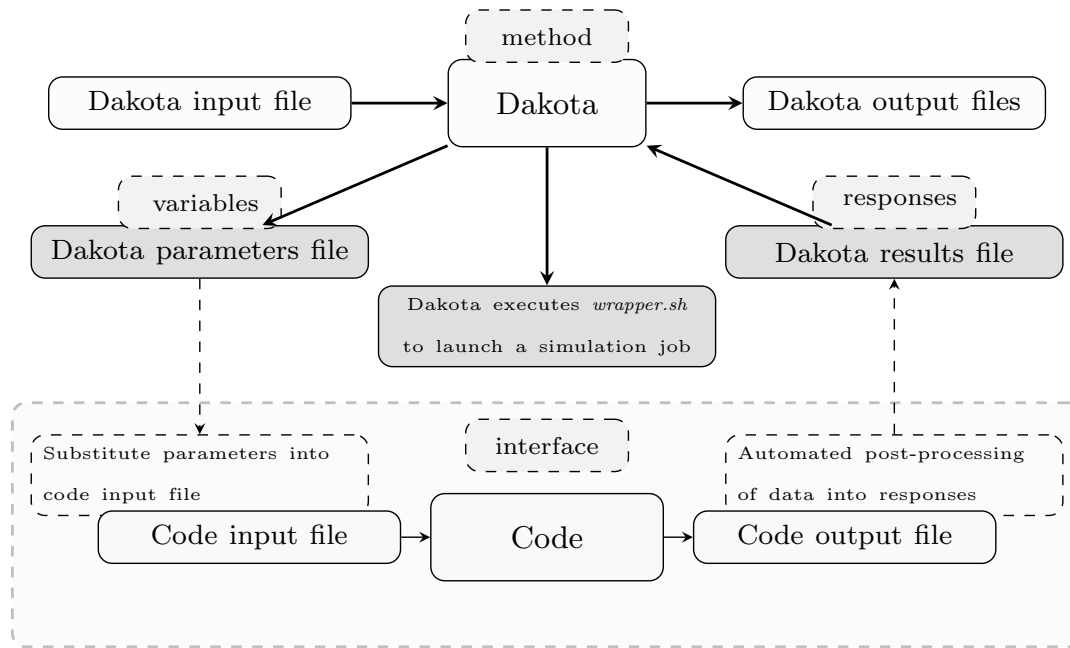 method
Dakota input file
Dakota
Dakota output files
variables
responses
Dakota parameters file
Dakota results file
Dakota executes wrapper.sh
to launch a simulation job
interface
Substitute parameters into
code input file
Automated post-processing
of data into responses
Code input file
Code
Code output file